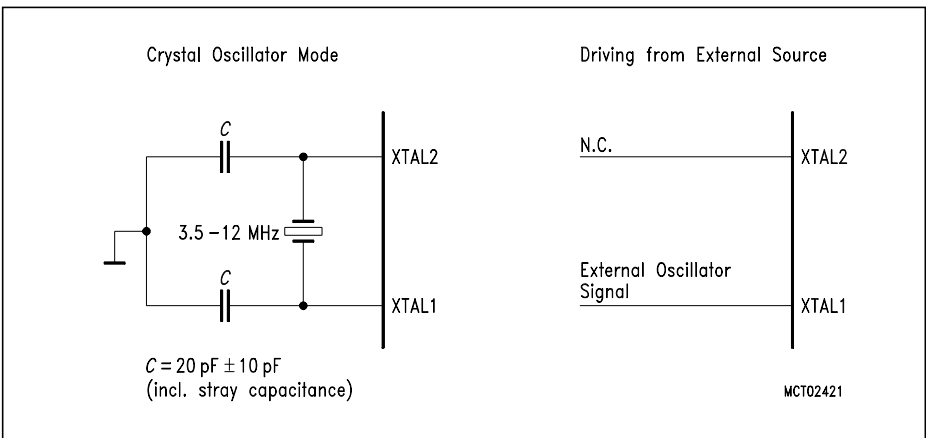 Crystal Oscillator Mode
C
XTAL2
3.5–12 MHz
C
XTAL1
C = 20 pF ± 10 pF
(incl. stray capacitance)
Driving from External Source
N.C.
XTAL2
External Oscillator
Signal
XTAL1
MCT02421